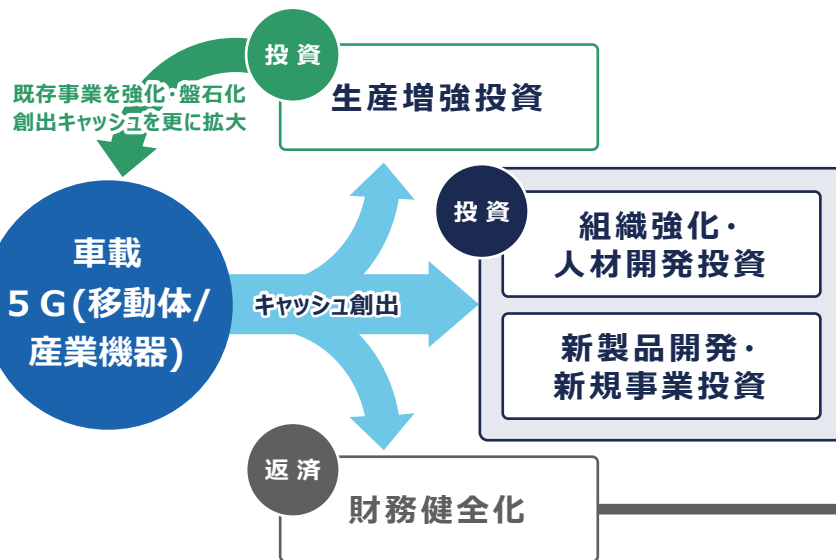 投資
生産増強投資
既存事業を強化・盤石化
創出キャッシュを更に拡大
投資
組織強化・
人材開発投資
車載
５Ｇ(移動体/
産業機器)
キャッシュ創出
新製品開発・
新規事業投資
返済
財務健全化